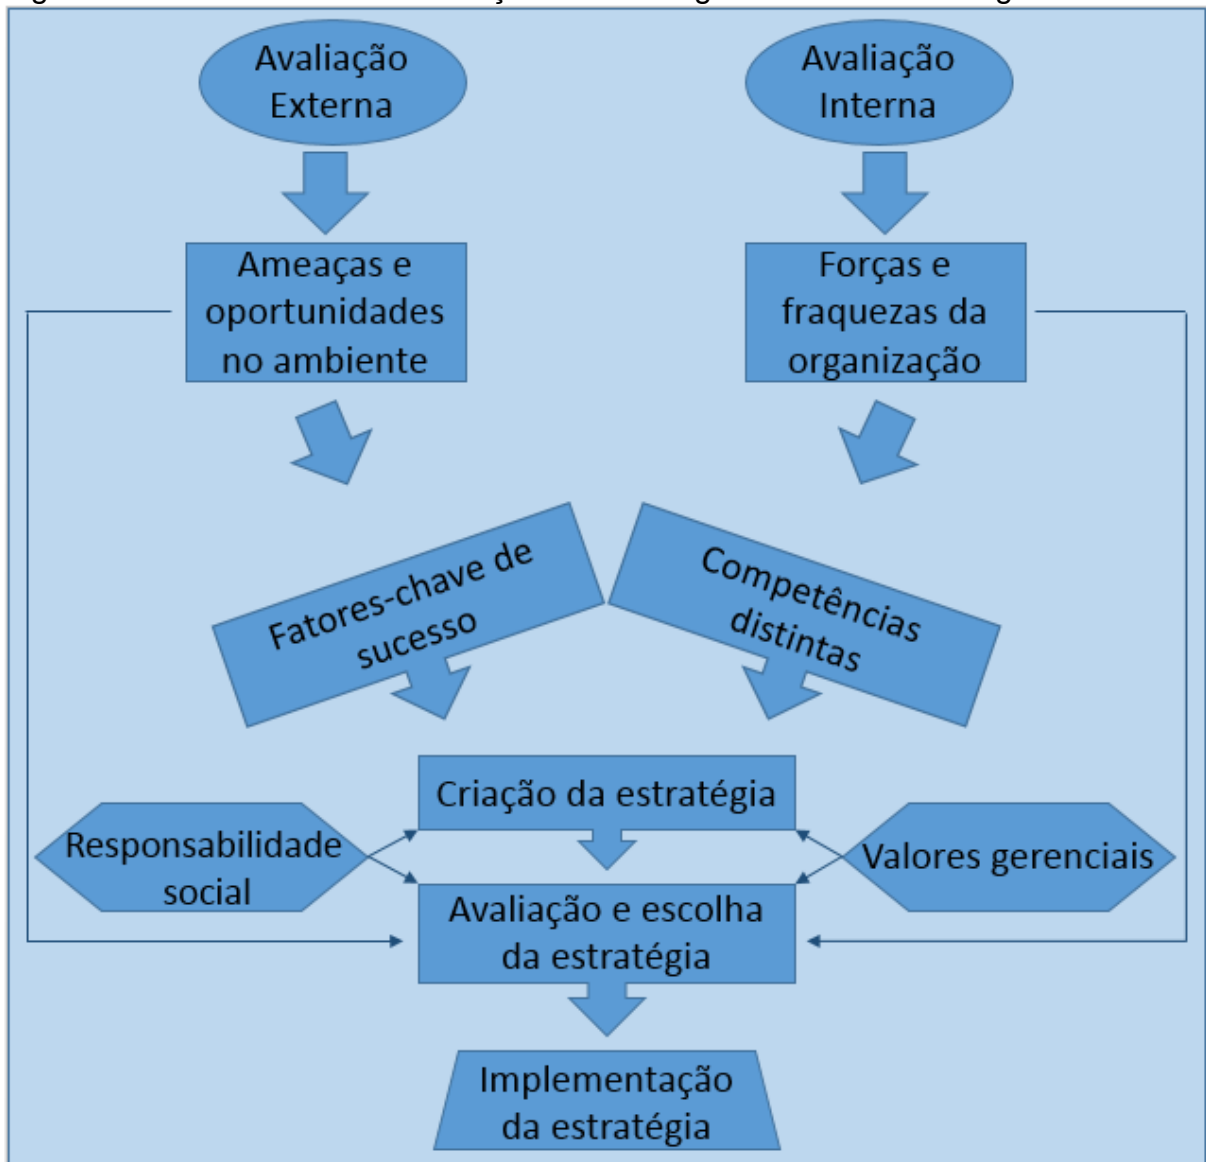 Avaliação
Externa
Avaliação
Interna
Ameaças e
oportunidades
no ambiente
Forças e
fraquezas da
organização
Fatores-chave de
sucesso
Competências
distintas
Criação da estratégia
Responsabilidade
social
Valores gerenciais
Avaliação e escolha
da estratégia
Implementação
da estratégia